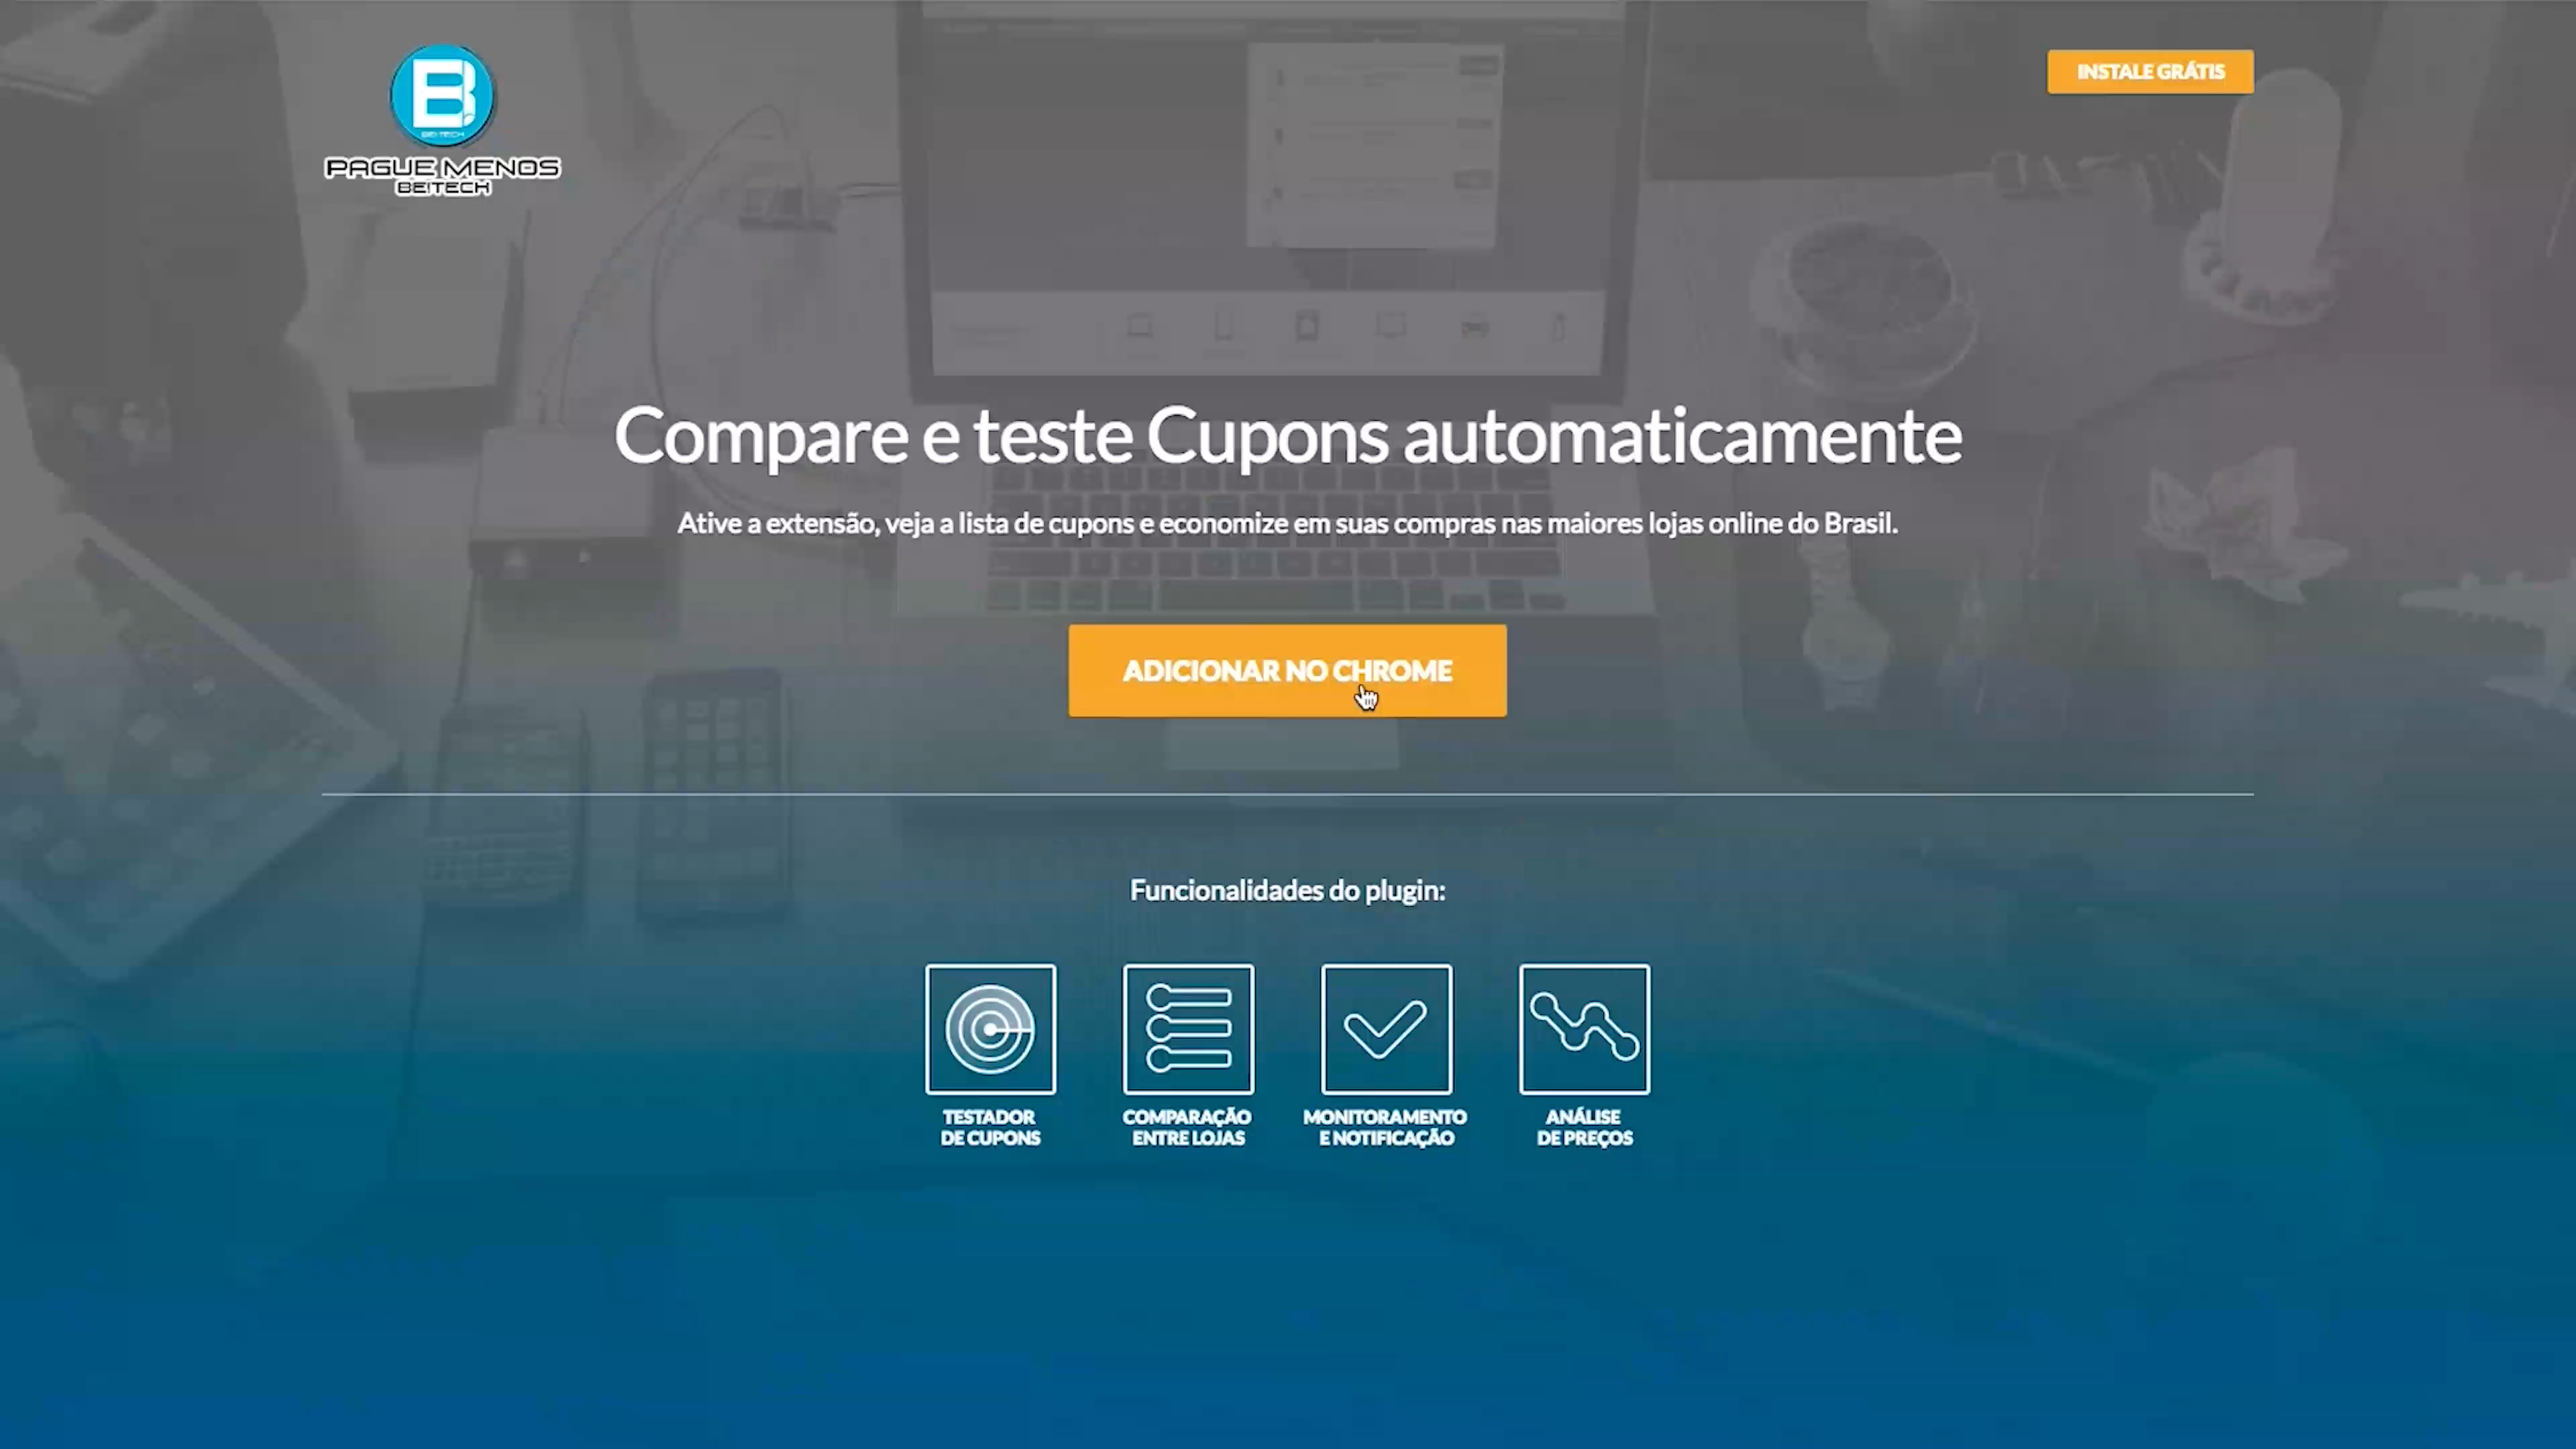 B
BEITECH
PAGUE MENOS
BEITECH
INSTALE GRÁTIS
Compare e teste Cupons automaticamente
Ative a extensão, veja a lista de cupons e economize em suas compras nas maiores lojas online do Brasil.
ADICIONAR NO CHROME
Funcionalidades do plugin:
TESTADOR
DE CUPONS
COMPARAÇÃO
ENTRE LOJAS
MONITORAMENTO
E NOTIFICAÇÃO
ANÁLISE
DE PREÇOS